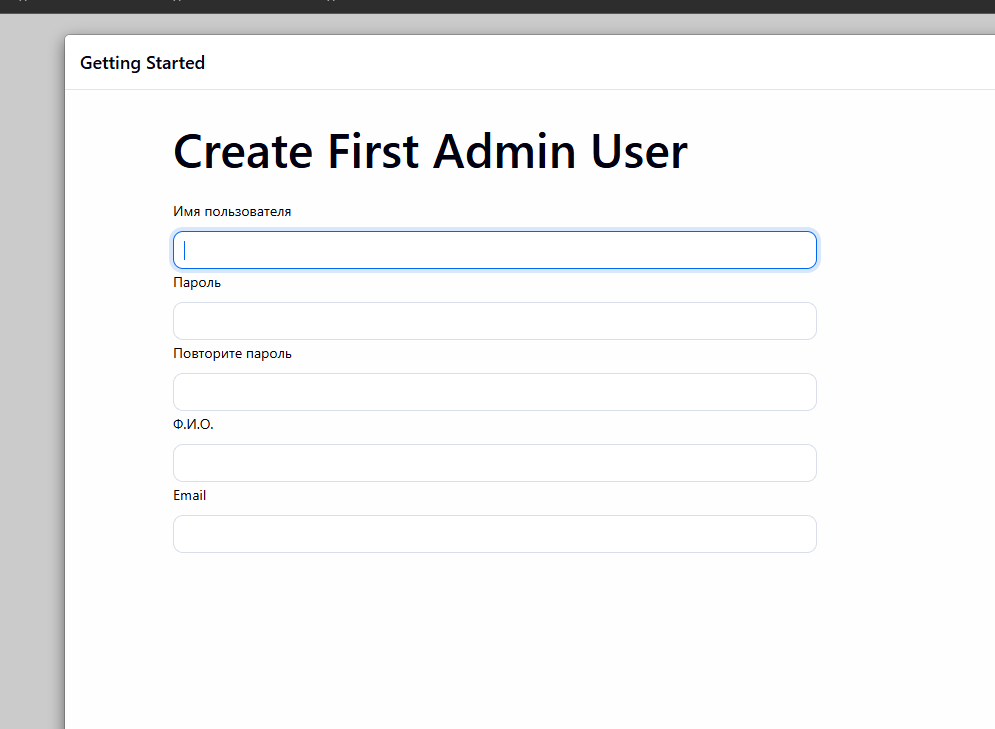 Getting Started
Create First Admin User
Имя пользователя
Пароль
Повторите пароль
Ф.И.О.
Email